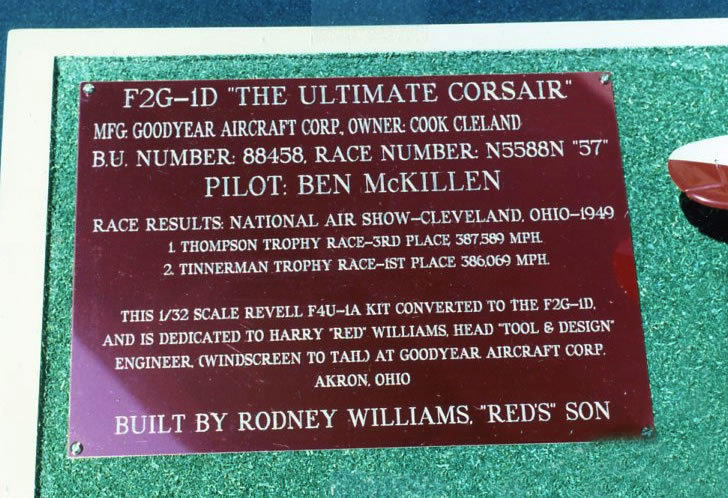 F2G-1D "THE ULTIMATE CORSAIR"
MFG: GOODYEAR AIRCRAFT CORP., OWNER: COOK CLELAND
B.U. NUMBER: 88458, RACE NUMBER: N5588N "57"
PILOT: BEN McKILLEN
RACE RESULTS: NATIONAL AIR SHOW-CLEVELAND, OHIO-1949
1. THOMPSON TROPHY RACE-3RD PLACE, 387,589 MPH.
2. TINNERMAN TROPHY RACE-1ST PLACE 386,069 MPH.
THIS 1/32 SCALE REVELL F4U-1A KIT CONVERTED TO THE F2G-1D,
AND IS DEDICATED TO HARRY "RED" WILLIAMS, HEAD "TOOL & DESIGN"
ENGINEER, (WINDSCREEN TO TAIL) AT GOODYEAR AIRCRAFT CORP.
AKRON, OHIO
BUILT BY RODNEY WILLIAMS, "RED'S" SON